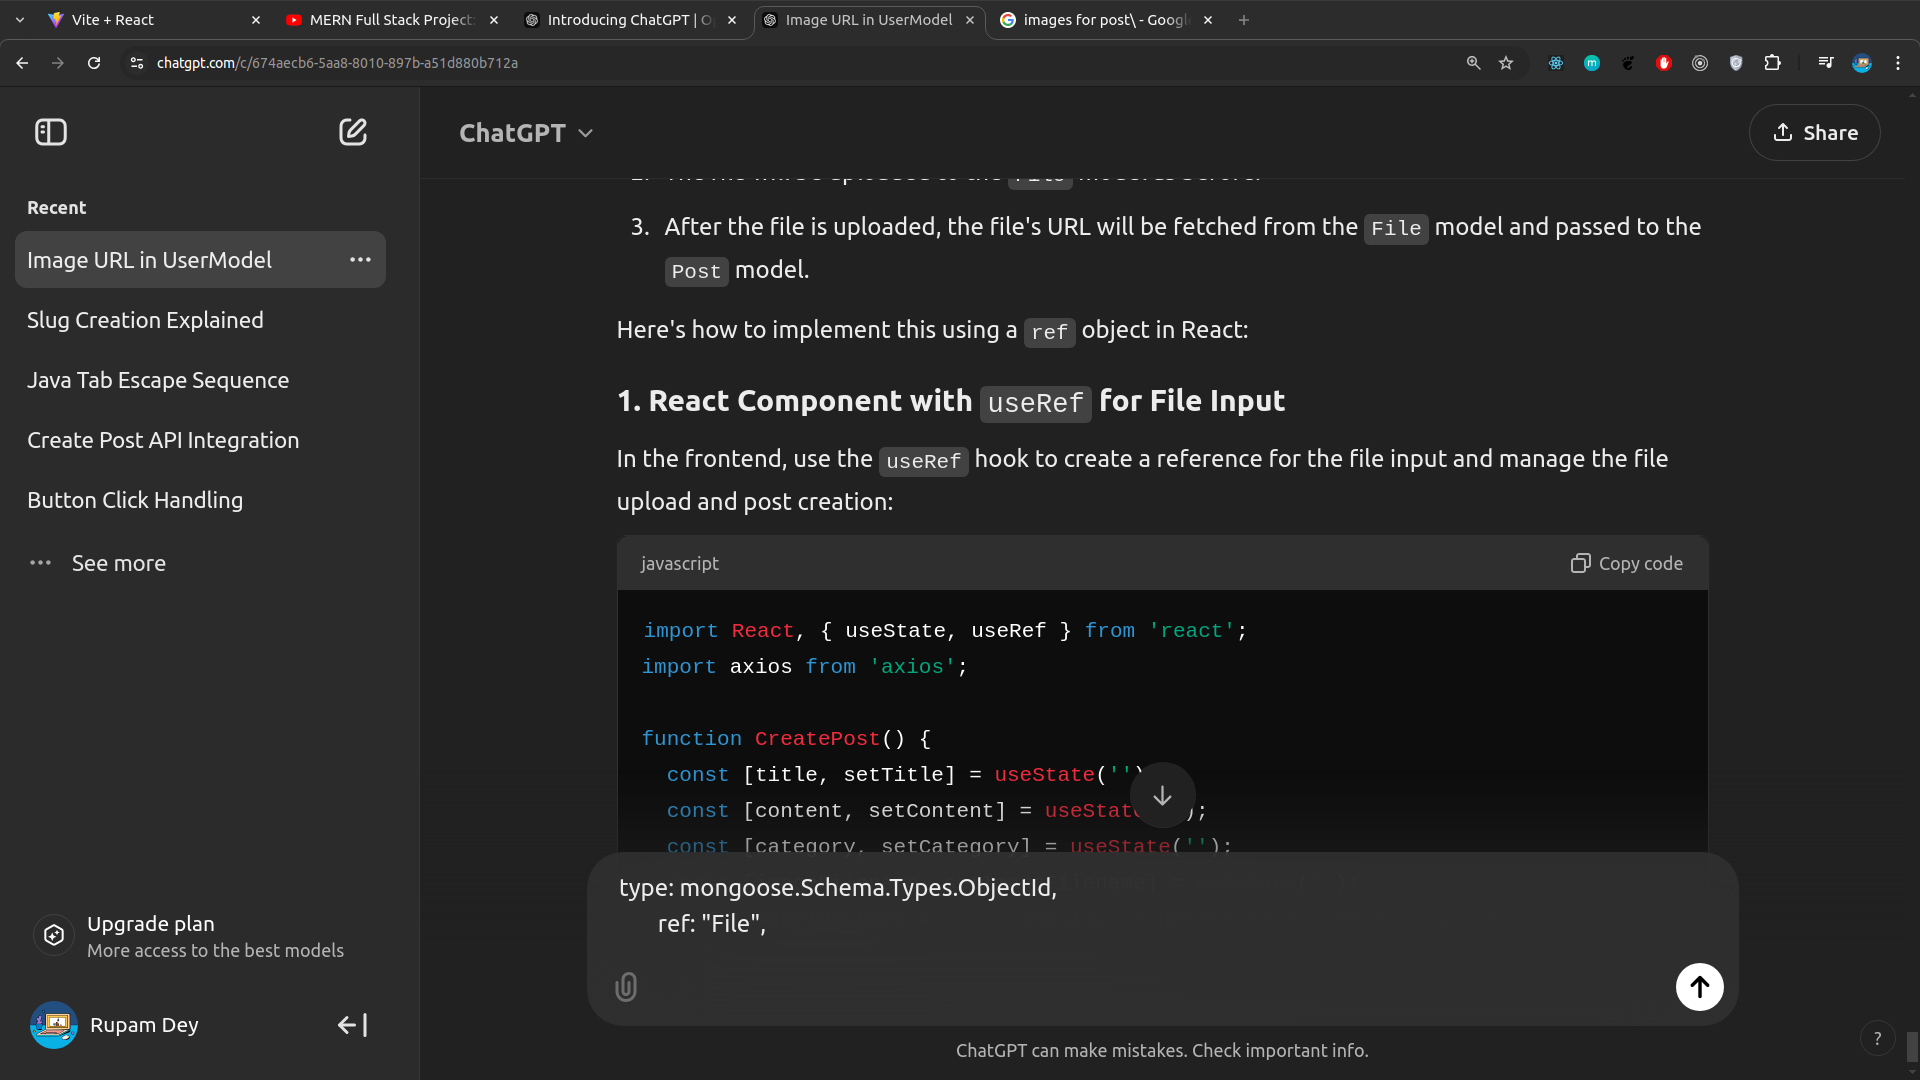 Vite + React
MERN Full Stack Project
Introducing ChatGPT | O
Image URL in UserModel
images for post\ - Googl
chatgpt.com/c/674aecb6-5aa8-8010-897b-a51d880b712a
ChatGPT
Share
Recent
Image URL in UserModel
Slug Creation Explained
Java Tab Escape Sequence
Create Post API Integration
Button Click Handling
See more
Upgrade plan
More access to the best models
Rupam Dey
3. After the file is uploaded, the file's URL will be fetched from the File model and passed to the
Post model.
Here's how to implement this using a ref object in React:
1. React Component with useRef for File Input
In the frontend, use the useRef hook to create a reference for the file input and manage the file
upload and post creation:
javascript
Copy code
import React, { useState, useRef } from 'react';
import axios from 'axios';
function CreatePost() {
const [title, setTitle] = useState('')
const [content, setContent] = useStat );
const [category, setCategory] = useState('');
type: mongoose.Schema.Types.ObjectId,
ref: "File",
ChatGPT can make mistakes. Check important info.
?